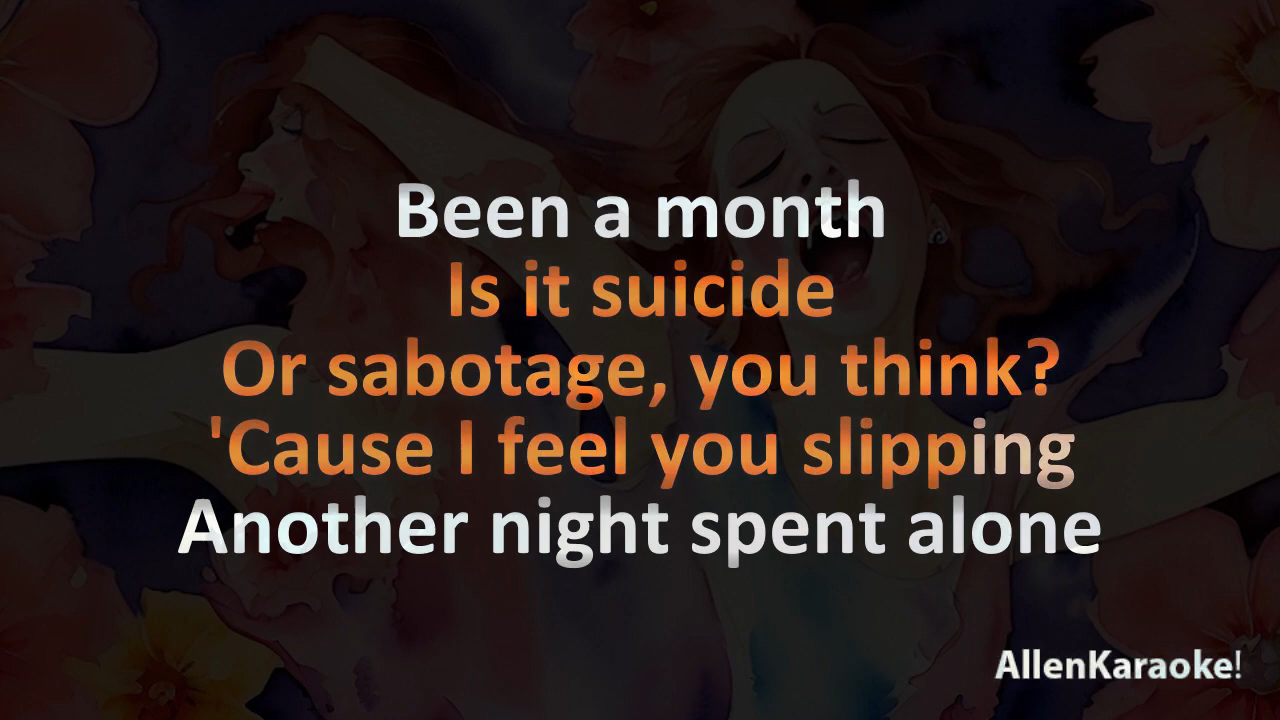 Been a month
Is it suicide
Or sabotage, you think?
'Cause I feel you slipping
Another night spent alone
AllenKaraoke!